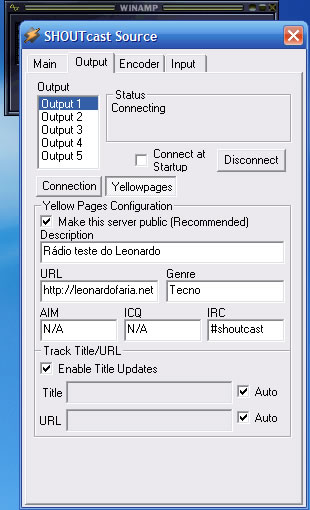 WINAMP
SHOUTcast Source
Main Output Encoder Input
Output
Output 1
Output 2
Output 3
Output 4
Output 5
Status
Connecting
Connect at
Startup
Disconnect
Connection Yellowpages
Yellow Pages Configuration
Make this server public (Recommended)
Description
Rádio teste do Leonardo
URL Genre
http://leonardofaria.net Tecno
AIM ICQ IRC
N/A N/A #shoutcast
Track Title/URL
Enable Title Updates
Title Auto
URL Auto